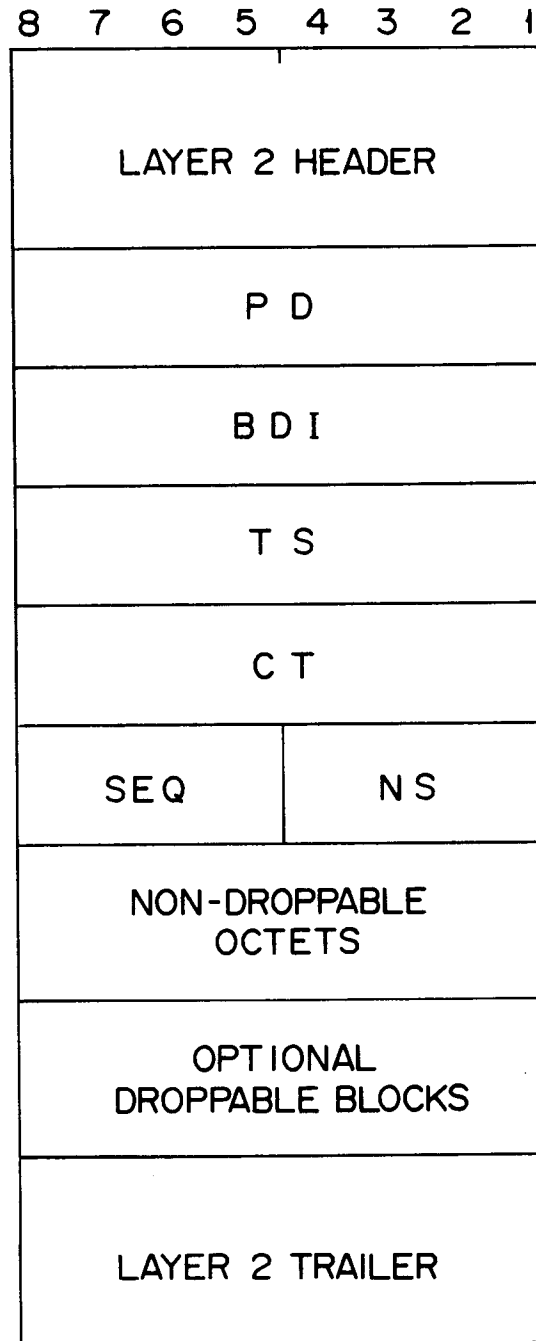 8 7 6 5 4 3 2 1
LAYER 2 HEADER
P D
B D I
T S
C T
SEQ NS
NON-DROPPABLE
OCTETS
OPTIONAL
DROPPABLE BLOCKS
LAYER 2 TRAILER